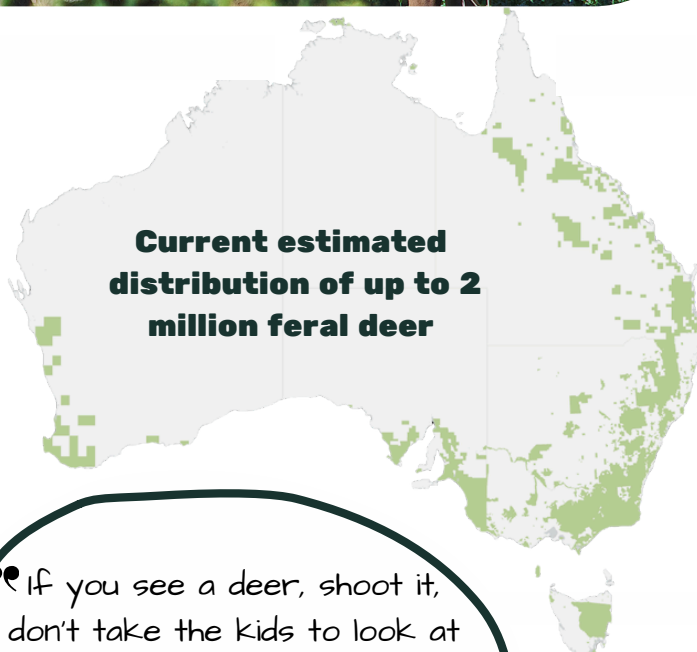 Current estimated
distribution of up to 2
million feral deer
❞ If you see a deer, shoot it,
don't take the kids to look at